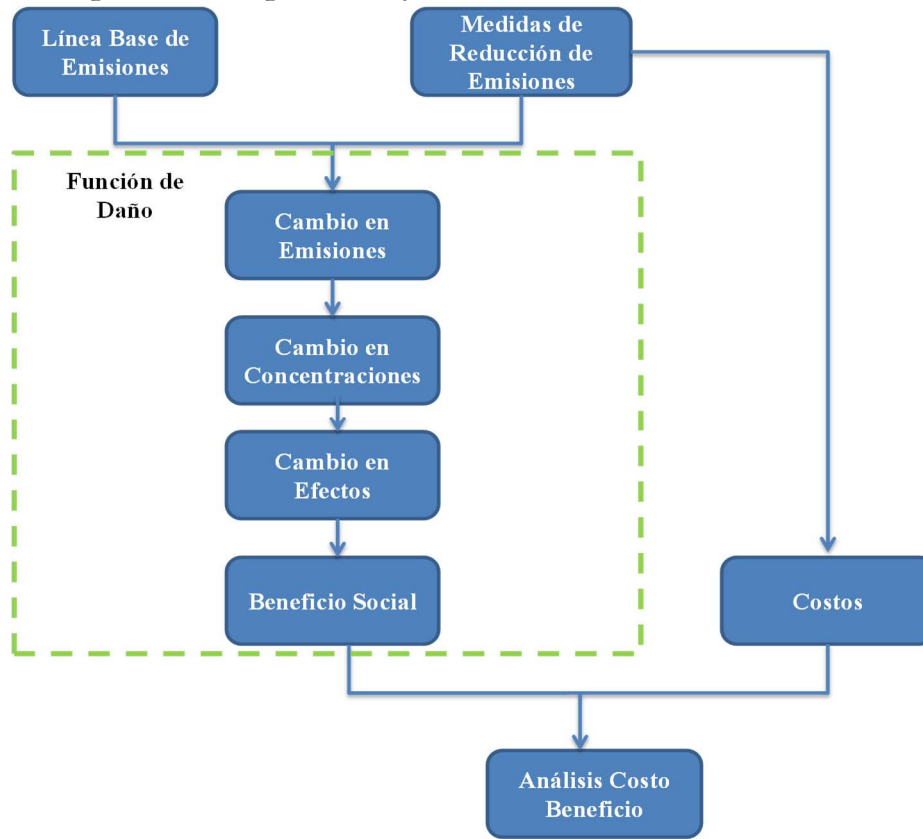 Línea Base de
Emisiones
Medidas de
Reducción de
Emisiones
Función de
Daño
Cambio en
Emisiones
Cambio en
Concentraciones
Cambio en
Efectos
Beneficio Social
Costos
Análisis Costo
Beneficio